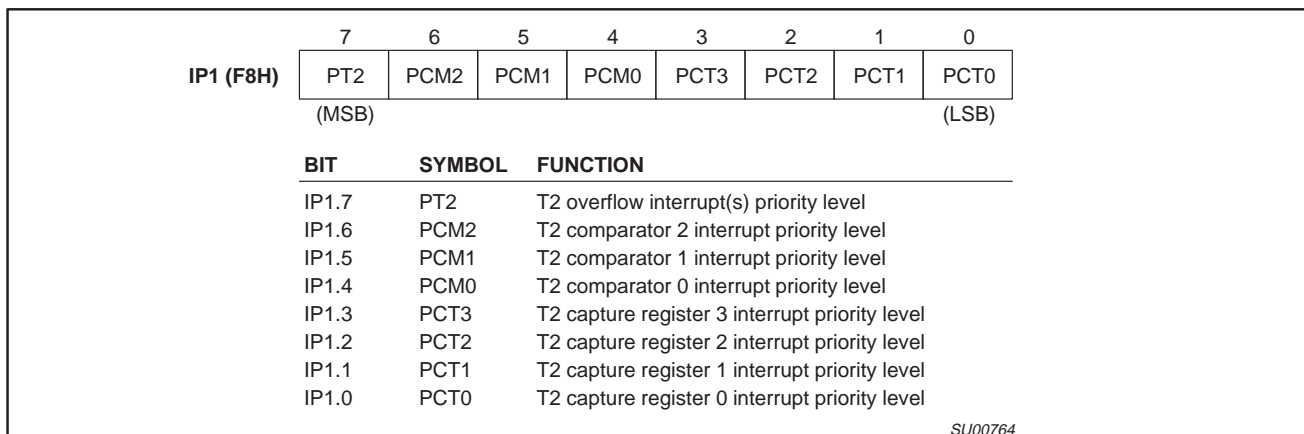 7 6 5 4 3 2 1 0
IP1 (F8H) PT2 PCM2 PCM1 PCM0 PCT3 PCT2 PCT1 PCT0
(MSB) (LSB)
BIT SYMBOL FUNCTION
IP1.7 PT2 T2 overflow interrupt(s) priority level
IP1.6 PCM2 T2 comparator 2 interrupt priority level
IP1.5 PCM1 T2 comparator 1 interrupt priority level
IP1.4 PCM0 T2 comparator 0 interrupt priority level
IP1.3 PCT3 T2 capture register 3 interrupt priority level
IP1.2 PCT2 T2 capture register 2 interrupt priority level
IP1.1 PCT1 T2 capture register 1 interrupt priority level
IP1.0 PCT0 T2 capture register 0 interrupt priority level
SU00764